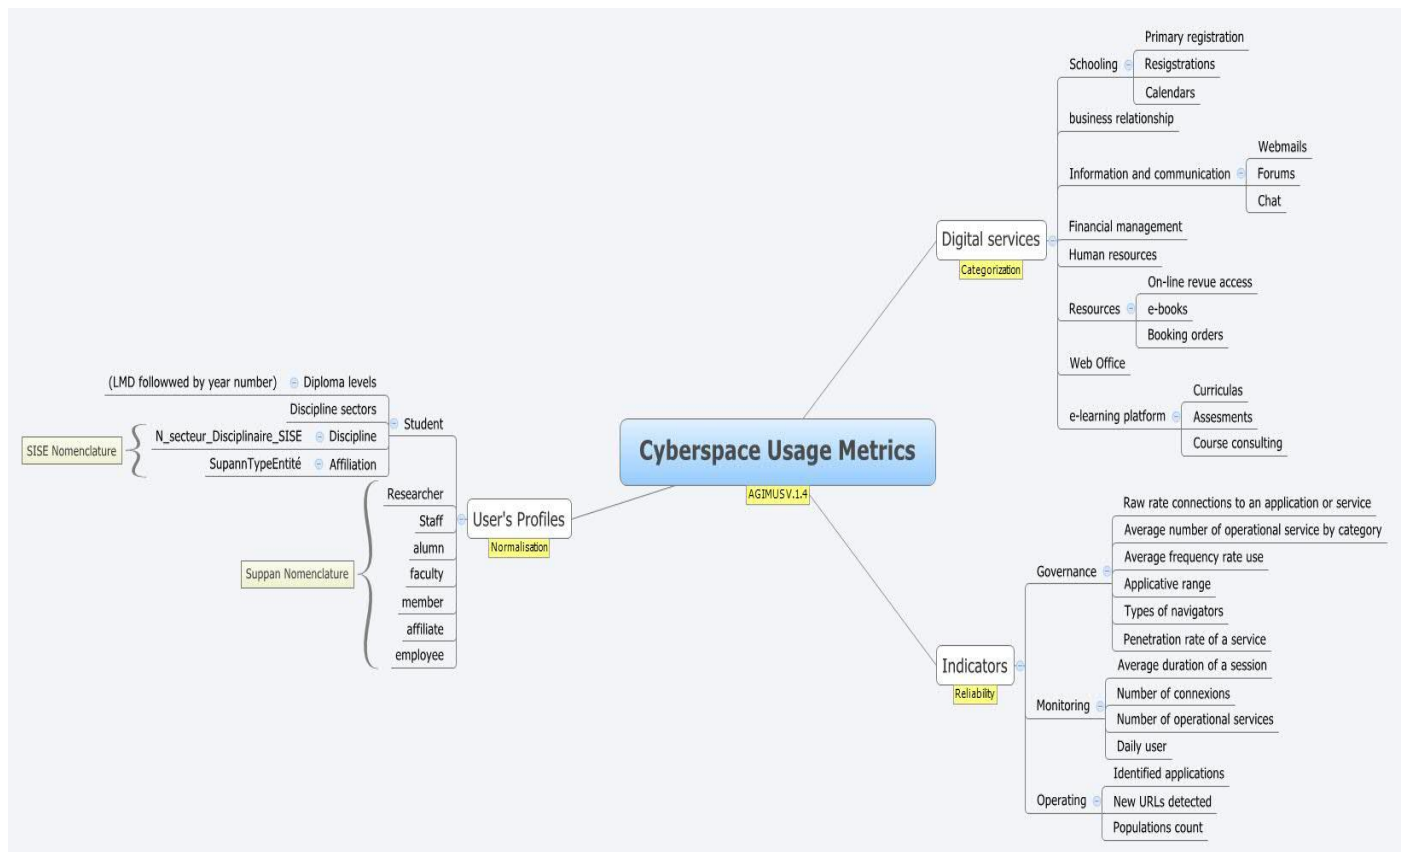 Cyberspace Usage Metrics
AGIMUS V.1.4
Digital services
Categorization
Schooling
Primary registration
Resigstrations
Calendars
business relationship
Information and communication
Webmails
Forums
Chat
Financial management
Human resources
Resources
On-line revue access
e-books
Booking orders
Web Office
e-learning platform
Curriculas
Assesments
Course consulting
User's Profiles
Normalisation
Student
Diploma levels
(LMD followwed by year number)
Discipline sectors
Discipline
N_secteur_Disciplinaire_SISE
Affiliation
SupannTypeEntité
SISE Nomenclature
Researcher
Staff
alumn
faculty
member
affiliate
employee
Suppan Nomenclature
Indicators
Reliability
Governance
Raw rate connections to an application or service
Average number of operational service by category
Average frequency rate use
Applicative range
Types of navigators
Penetration rate of a service
Monitoring
Average duration of a session
Number of connexions
Number of operational services
Daily user
Operating
Identified applications
New URLs detected
Populations count